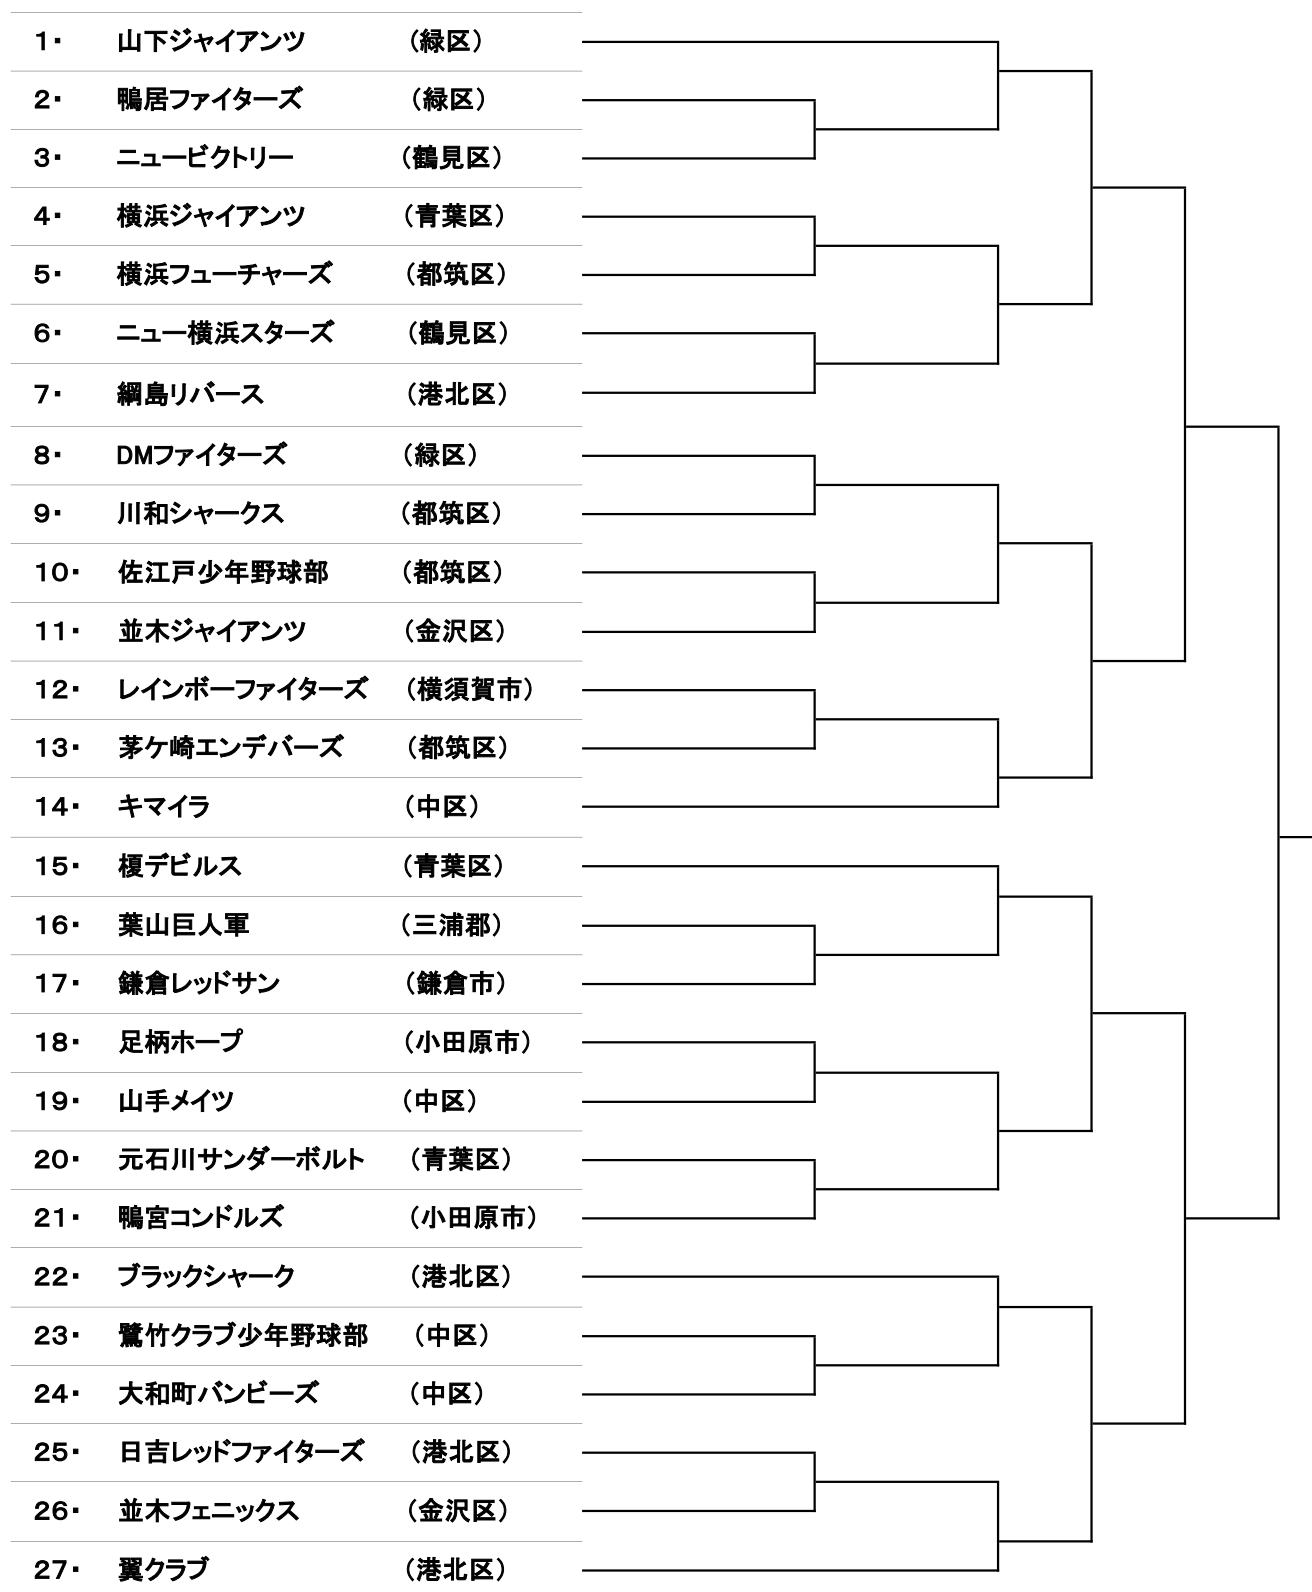 1・ 山下ジャイアンツ （緑区）
2・ 鴨居ファイターズ （緑区）
3・ ニュービクトリー （鶴見区）
4・ 横浜ジャイアンツ （青葉区）
5・ 横浜フューチャーズ （都筑区）
6・ ニュー横浜スターズ （鶴見区）
7・ 綱島リバース （港北区）
8・ DMファイターズ （緑区）
9・ 川和シャークス （都筑区）
10・ 佐江戸少年野球部 （都筑区）
11・ 並木ジャイアンツ （金沢区）
12・ レインボーファイターズ （横須賀市）
13・ 茅ケ崎エンデバーズ （都筑区）
14・ キマイラ （中区）
15・ 榎デビルス （青葉区）
16・ 葉山巨人軍 （三浦郡）
17・ 鎌倉レッドサン （鎌倉市）
18・ 足柄ホープ （小田原市）
19・ 山手メイツ （中区）
20・ 元石川サンダーボルト （青葉区）
21・ 鴨宮コンドルズ （小田原市）
22・ ブラックシャーク （港北区）
23・ 鷺竹クラブ少年野球部 （中区）
24・ 大和町バンビーズ （中区）
25・ 日吉レッドファイターズ （港北区）
26・ 並木フェニックス （金沢区）
27・ 翼クラブ （港北区）